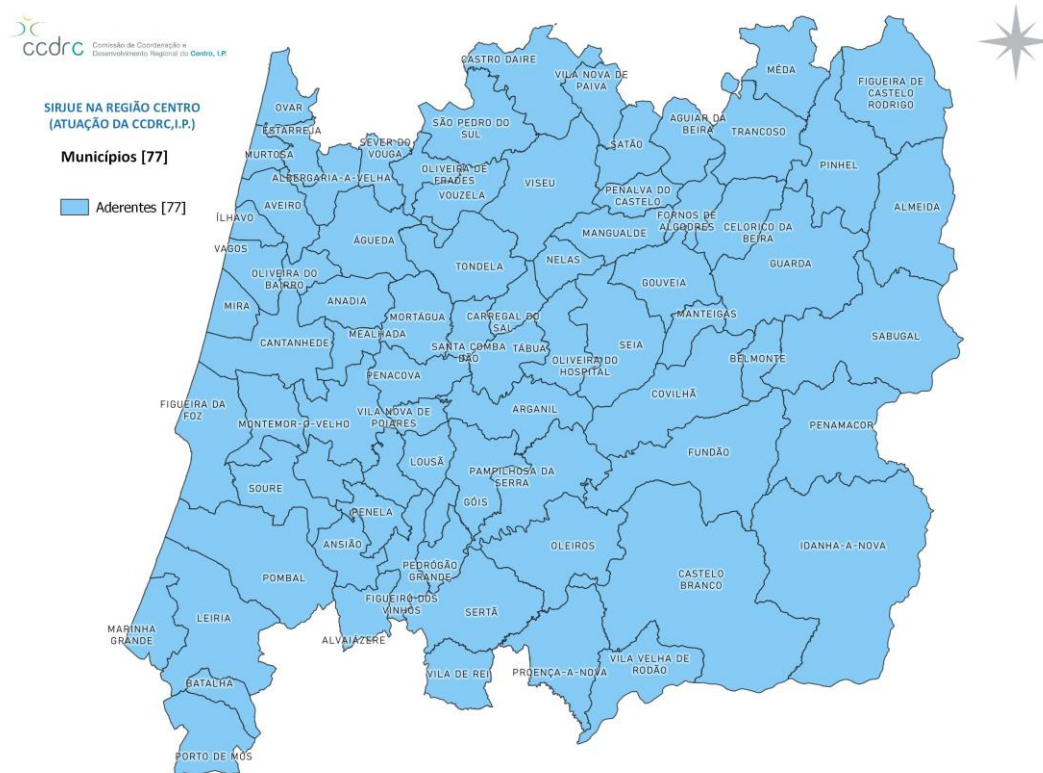 ccdrc
Comissão de Coordenação e
Desenvolvimento Regional do Centro, I.P.
SIRJUE NA REGIÃO CENTRO
(ATUAÇÃO DA CCDRC,I.P.)
Municípios [77]
Aderentes [77]
CASTRO DAIRE
VILA NOVA DE
PAIVA
MÊDA
FIGUEIRA DE
CASTELO
RODRIGO
OVAR
ESTARREJA
MURTOSA
SEVER DO
VOUGA
ALBERGARIA-A-VELHA
SÃO PEDRO DO
SUL
OLIVEIRA DE
FRADES
VOUZELA
SATÃO
AGUIAR DA
BEIRA
TRANCOSO
PINHEL
VISEU
PENALVA DO
CASTELO
ALMEIDA
AVEIRO
ÍLHAVO
VAGOS
ÁGUEDA
MANGUALDE
FORNOS DE
ALGODRES
CELORICO DA
BEIRA
GUARDA
OLIVEIRA DO
BAIRRO
TONDELA
NELAS
GOUVEIA
MIRA
ANADIA
MORTÁGUA
CARREGAL DO
SAL
MANTEIGAS
SABUGAL
CANTANHEDE
MEALHADA
SANTA COMBA
DÃO
TÁBUA
OLIVEIRA DO
HOSPITAL
SEIA
BELMONTE
PENACOVA
COVILHÃ
FIGUEIRA DA
FOZ
MONTEMOR-O-VELHO
VILA NOVA DE
POIARES
ARGANIL
PENAMACOR
LOUSÃ
FUNDÃO
SOURE
PAMPILHOSA DA
SERRA
GÓIS
PENELA
ANSIÃO
OLEIROS
IDANHA-A-NOVA
POMBAL
PEDRÓGÃO
GRANDE
CASTELO
BRANCO
FIGUEIRÓ DOS
VINHOS
SERTÃ
LEIRIA
MARINHA
GRANDE
ALVAIÁZERE
VILA DE REI
PROENÇA-A-NOVA
VILA VELHA DE
RODÃO
BATALHA
PORTO DE MÓS